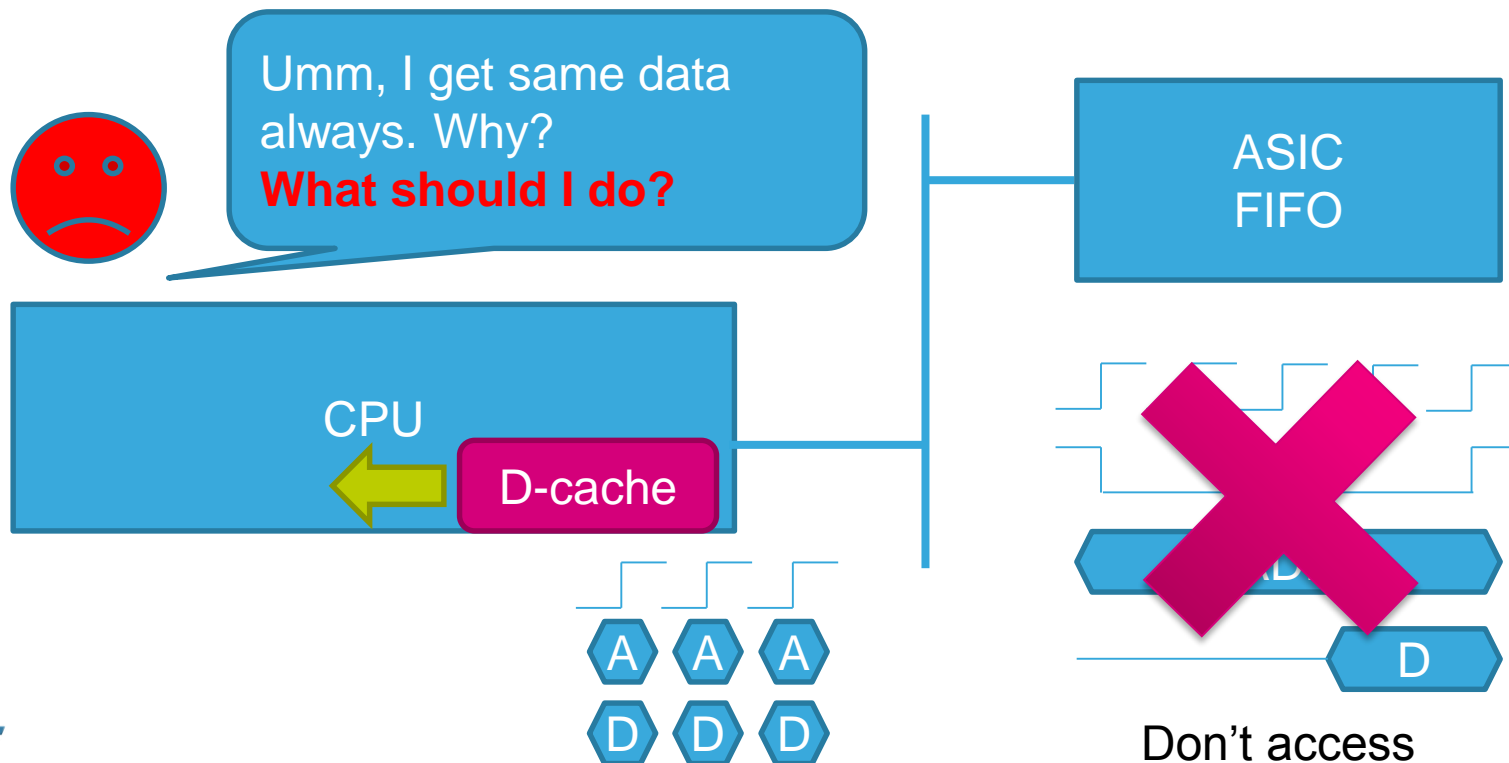 Umm, I get same data
always. Why?
What should I do?
ASIC
FIFO
CPU
D-cache
A A A
D D D
D
Don’t access